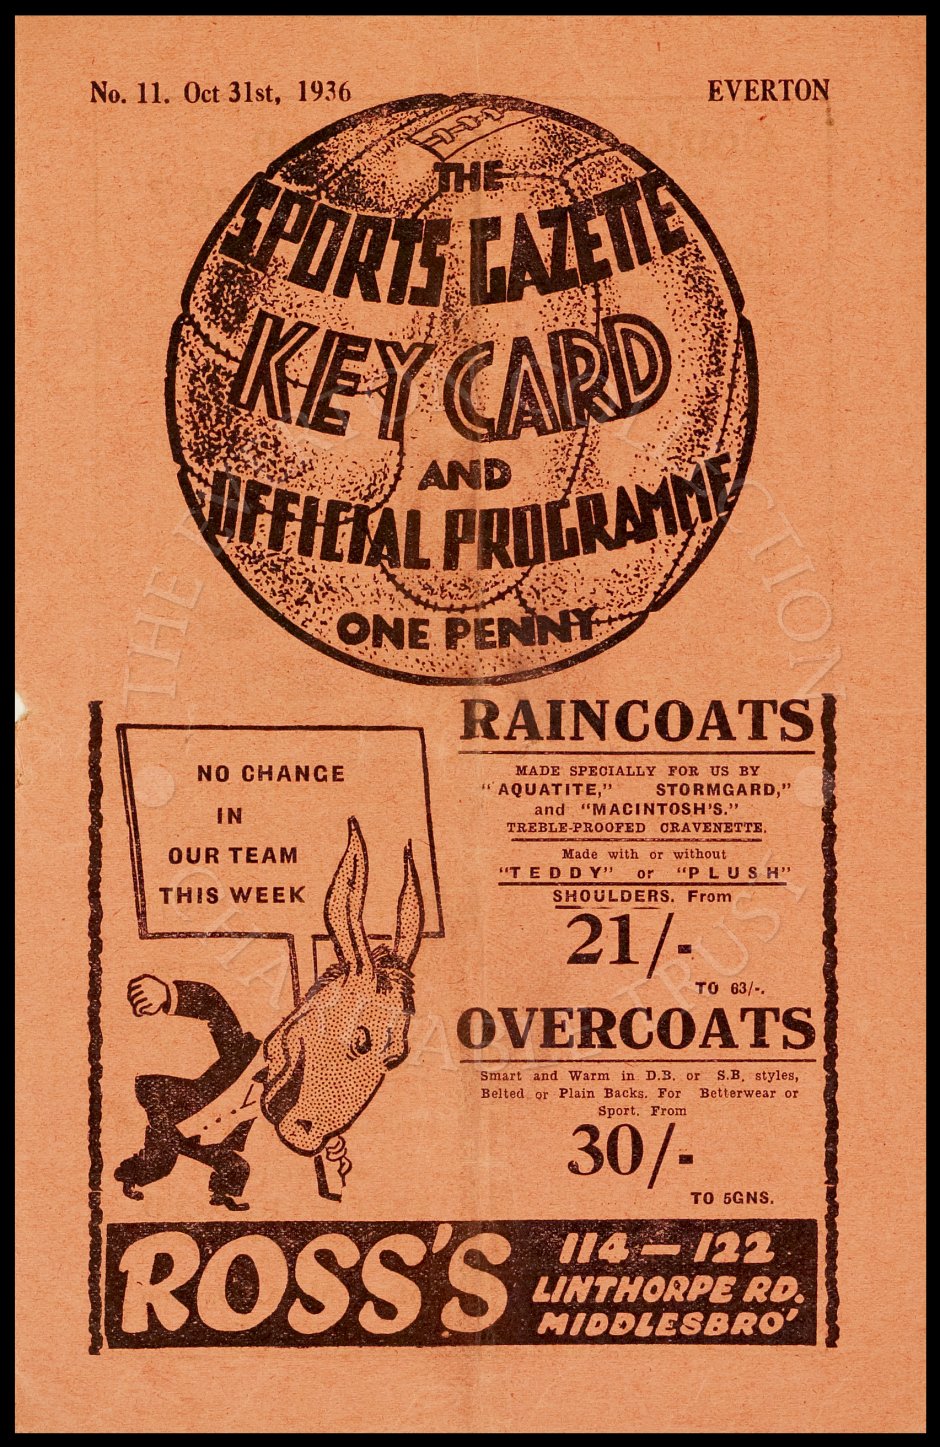 No. 11. Oct 31st, 1936
EVERTON
THE
SPORTS GAZETTE
KEY CARD
AND
OFFICIAL PROGRAMME
ONE PENNY
NO CHANGE
IN
OUR TEAM
THIS WEEK
RAINCOATS
MADE SPECIALLY FOR US BY
"AQUATITE," STORMGARD,"
and "MACINTOSH'S."
TREBLE-PROOFED CRAVENETTE.
Made with or without
"TEDDY" or "PLUSH"
SHOULDERS. From
21/-
TO 63/-.
OVERCOATS
Smart and Warm in D.B. or S.B. styles,
Belted or Plain Backs. For Betterwear or
Sport. From
30/-
TO 5GNS.
ROSS'S
114 — 122
LINTHORPE RD.
MIDDLESBRO'
CHARITABLE TRUST